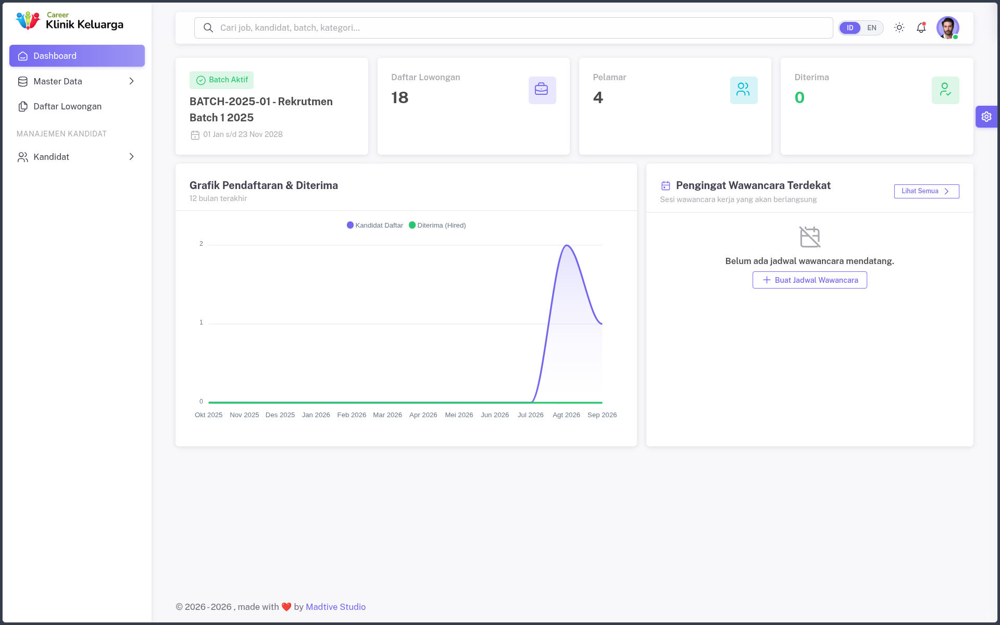 Career
Klinik Keluarga
Dashboard
Master Data
Daftar Lowongan
MANAJEMEN KANDIDAT
Kandidat
Cari job, kandidat, batch, kategori...
ID EN
Batch Aktif
BATCH-2025-01 - Rekrutmen
Batch 1 2025
01 Jan s/d 23 Nov 2028
Daftar Lowongan
18
Pelamar
4
Diterima
0
Grafik Pendaftaran & Diterima
12 bulan terakhir
Kandidat Daftar Diterima (Hired)
2
1
0
Okt 2025 Nov 2025 Des 2025 Jan 2026 Feb 2026 Mar 2026 Apr 2026 Mei 2026 Jun 2026 Jul 2026 Agt 2026 Sep 2026
Pengingat Wawancara Terdekat
Sesi wawancara kerja yang akan berlangsung
Lihat Semua
Belum ada jadwal wawancara mendatang.
Buat Jadwal Wawancara
© 2026 - 2026 , made with ❤️ by Madtive Studio